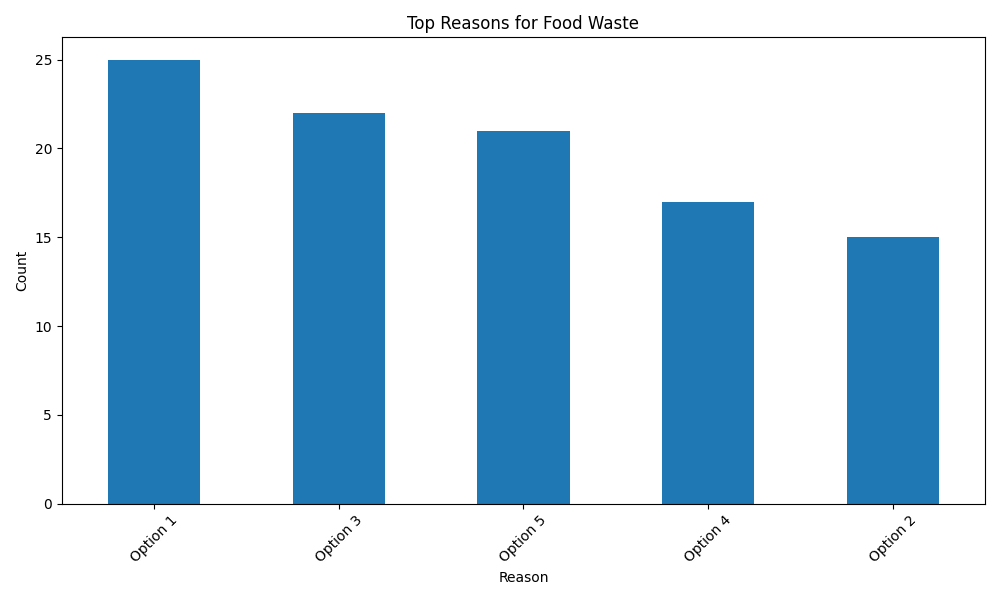 Top Reasons for Food Waste
Count
25
20
15
10
5
0
Option 1
Option 3
Option 5
Option 4
Option 2
Reason